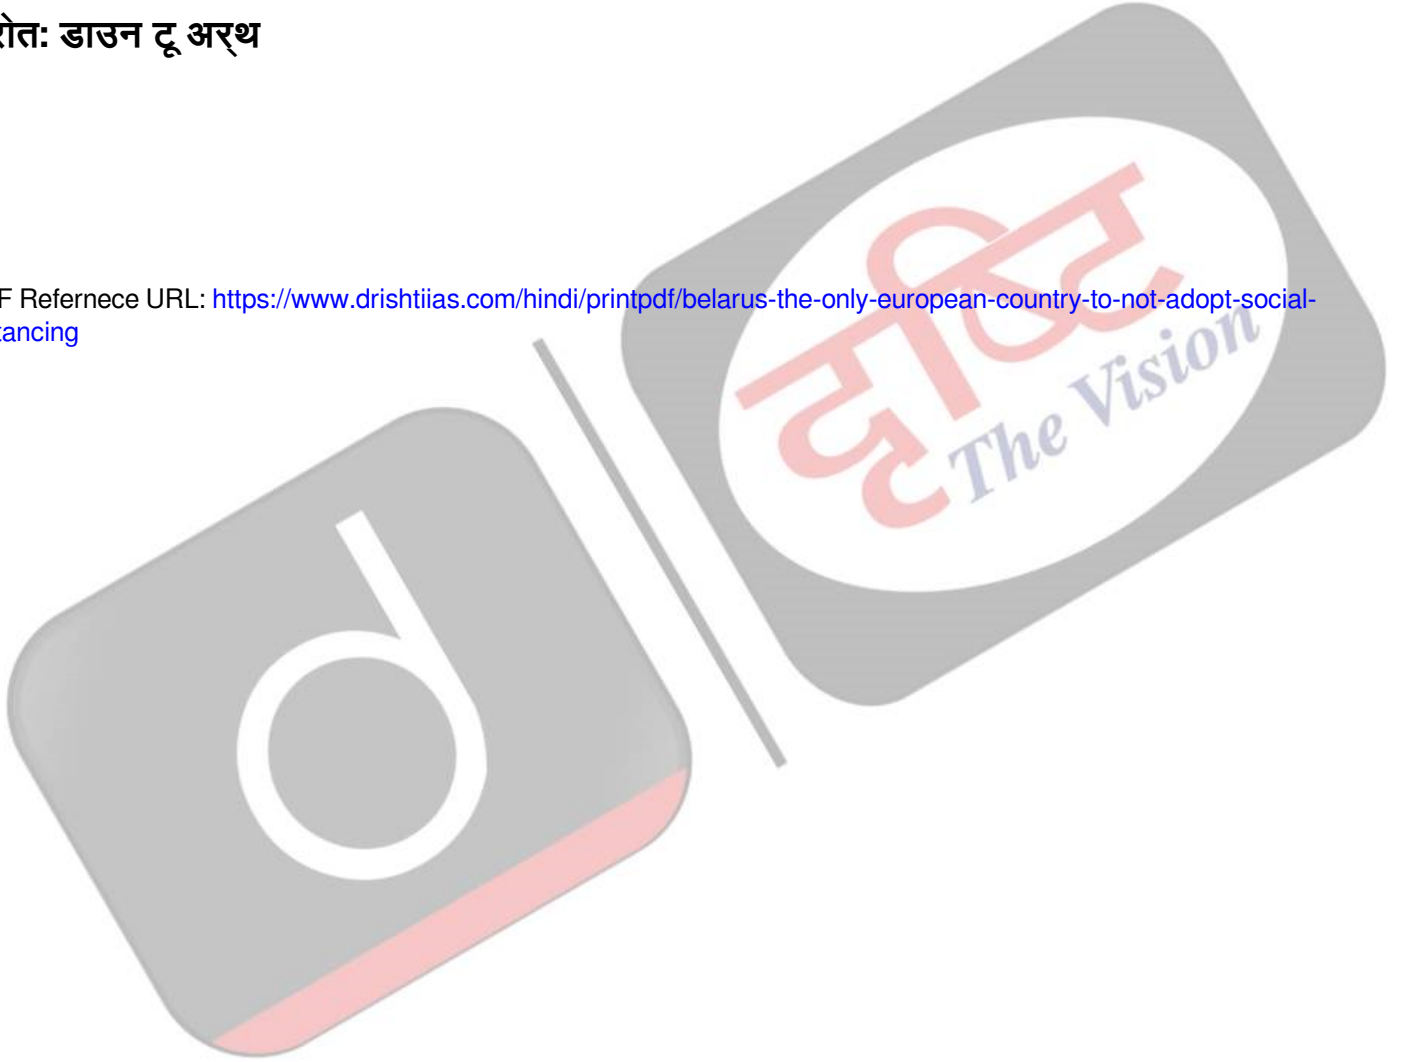 रोत: डाउन टू अर्थ
F Refernece URL: https://www.drishtiias.com/hindi/printpdf/belarus-the-only-european-country-to-not-adopt-social-
tancing
दृष्टि
The Vision
d